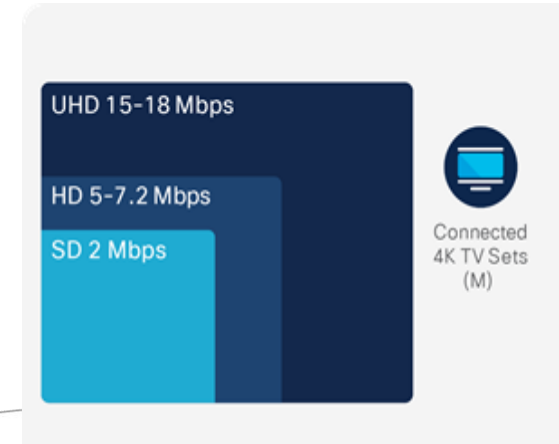 UHD 15-18 Mbps
HD 5-7.2 Mbps
SD 2 Mbps
Connected
4K TV Sets
(M)